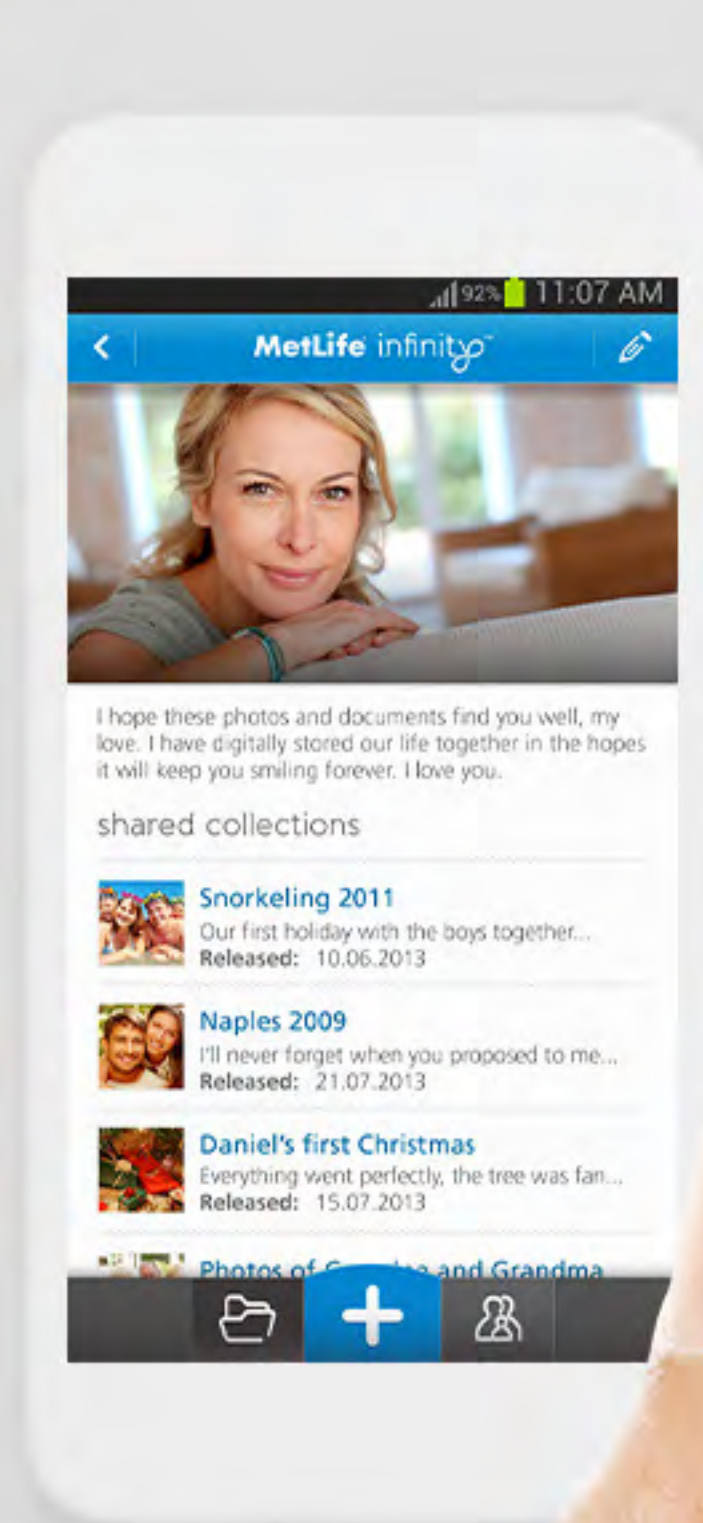 92% 11:07 AM
MetLife infinity™
I hope these photos and documents find you well, my
love. I have digitally stored our life together in the hopes
it will keep you smiling forever. I love you.
shared collections
Snorkeling 2011
Our first holiday with the boys together...
Released: 10.06.2013
Naples 2009
I'll never forget when you proposed to me...
Released: 21.07.2013
Daniel's first Christmas
Everything went perfectly, the tree was fan...
Released: 15.07.2013
Photos of and Grandma